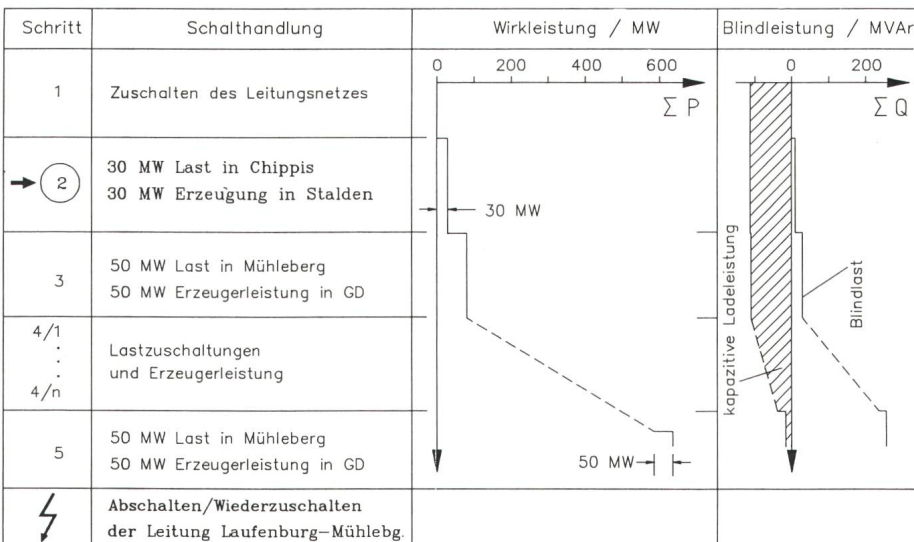 Schritt
Schalthandlung
Wirkleistung / MW
Blindleistung / MVAr
0 200 400 600
0 200
Σ P
Σ Q
1
Zuschalten des Leitungsnetzes
2
30 MW Last in Chippis
30 MW Erzeugung in Stalden
30 MW
3
50 MW Last in Mühleberg
50 MW Erzeugerleistung in GD
kapazitive Ladeleistung
Blindlast
4/1
.
.
4/n
Lastzuschaltungen
und Erzeugerleistung
5
50 MW Last in Mühleberg
50 MW Erzeugerleistung in GD
50 MW
Abschalten/Wiederzuschalten
der Leitung Laufenburg-Mühlebg.